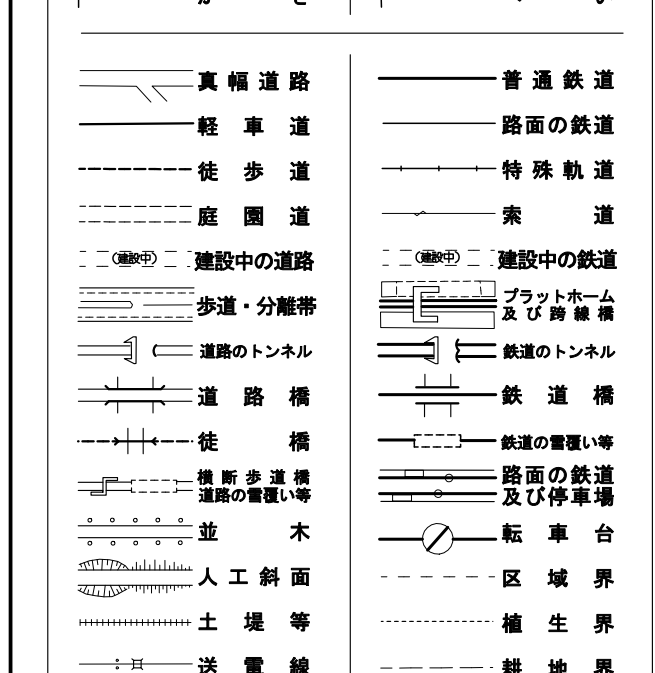 真幅道路
軽車道
徒歩道
庭園道
(建設中)
建設中の道路
歩道・分離帯
道路のトンネル
道路橋
徒橋
横断歩道橋
道路の雪覆い等
並木
人工斜面
土堤等
送電線
普通鉄道
路面の鉄道
特殊軌道
索道
(建設中)
建設中の鉄道
プラットホーム
及び跨線橋
鉄道のトンネル
鉄道橋
鉄道の雪覆い等
路面の鉄道
及び停車場
転車台
区域界
植生界
耕地界